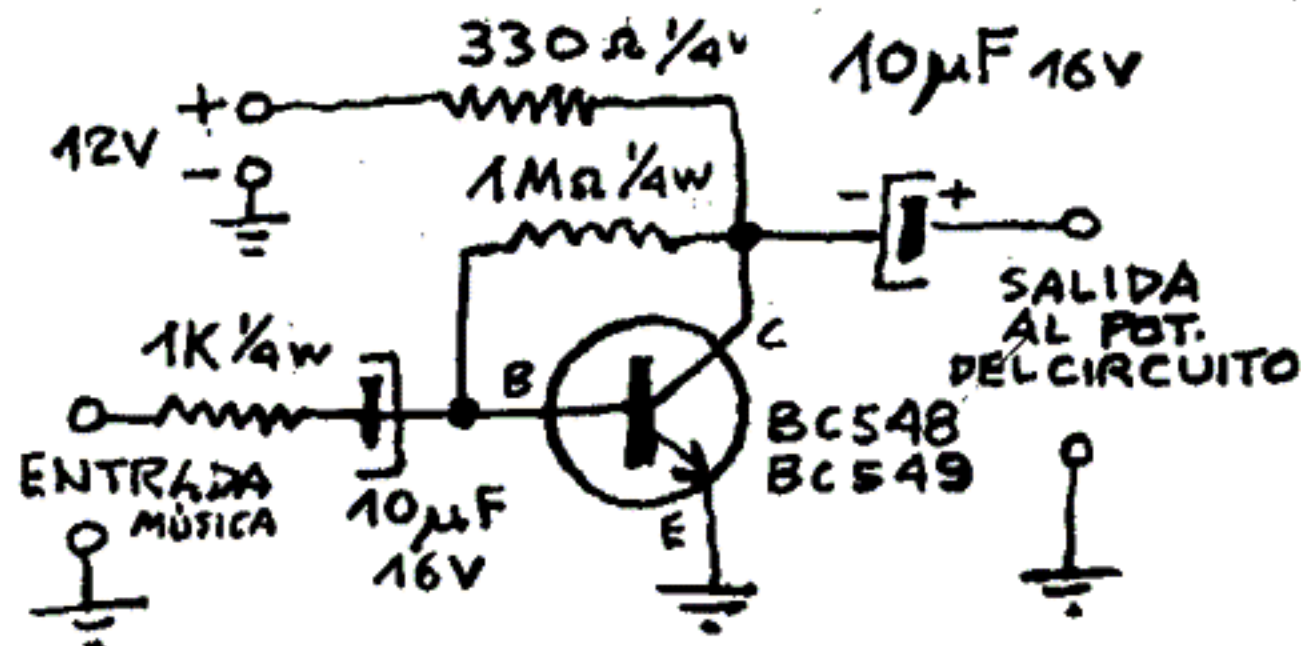 330Ω ¼w
10µF 16V
+
12V
-
1MΩ ¼W
- +
SALIDA
AL POT.
DEL CIRCUITO
1K ¼W
C
B
BC548
BC549
ENTRADA
MÚSICA
10µF
16V
E